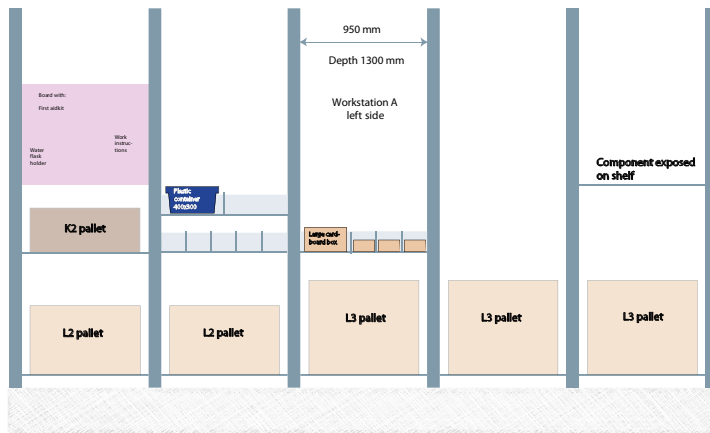 950 mm
Depth 1300 mm
Workstation A
left side
Board with:
First aidkit
Work
instruc-
tions
Water
flask
holder
Component exposed
on shelf
Plastic
container
400x300
K2 pallet
Large card-
board box
L2 pallet
L2 pallet
L3 pallet
L3 pallet
L3 pallet